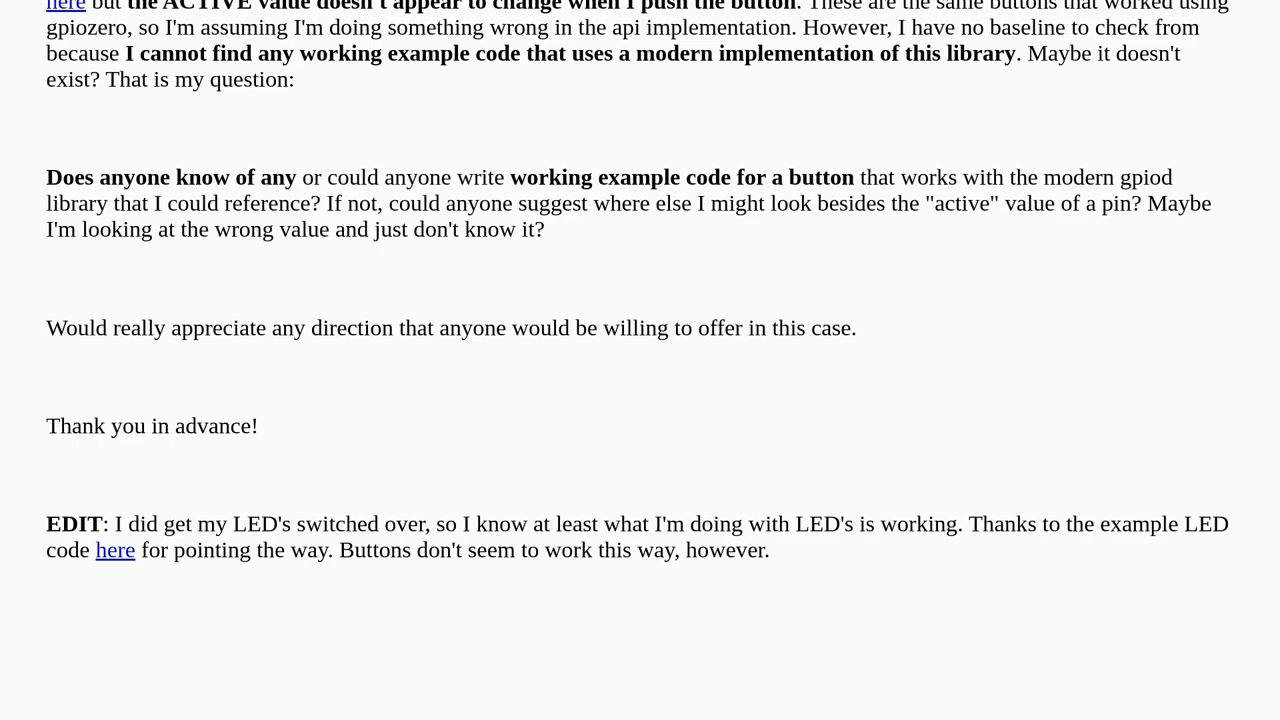 here but the ACTIVE value doesn't appear to change when I push the button. These are the same buttons that worked using
gpiozero, so I'm assuming I'm doing something wrong in the api implementation. However, I have no baseline to check from
because I cannot find any working example code that uses a modern implementation of this library. Maybe it doesn't
exist? That is my question:
Does anyone know of any or could anyone write working example code for a button that works with the modern gpiod
library that I could reference? If not, could anyone suggest where else I might look besides the "active" value of a pin? Maybe
I'm looking at the wrong value and just don't know it?
Would really appreciate any direction that anyone would be willing to offer in this case.
Thank you in advance!
EDIT: I did get my LED's switched over, so I know at least what I'm doing with LED's is working. Thanks to the example LED
code here for pointing the way. Buttons don't seem to work this way, however.